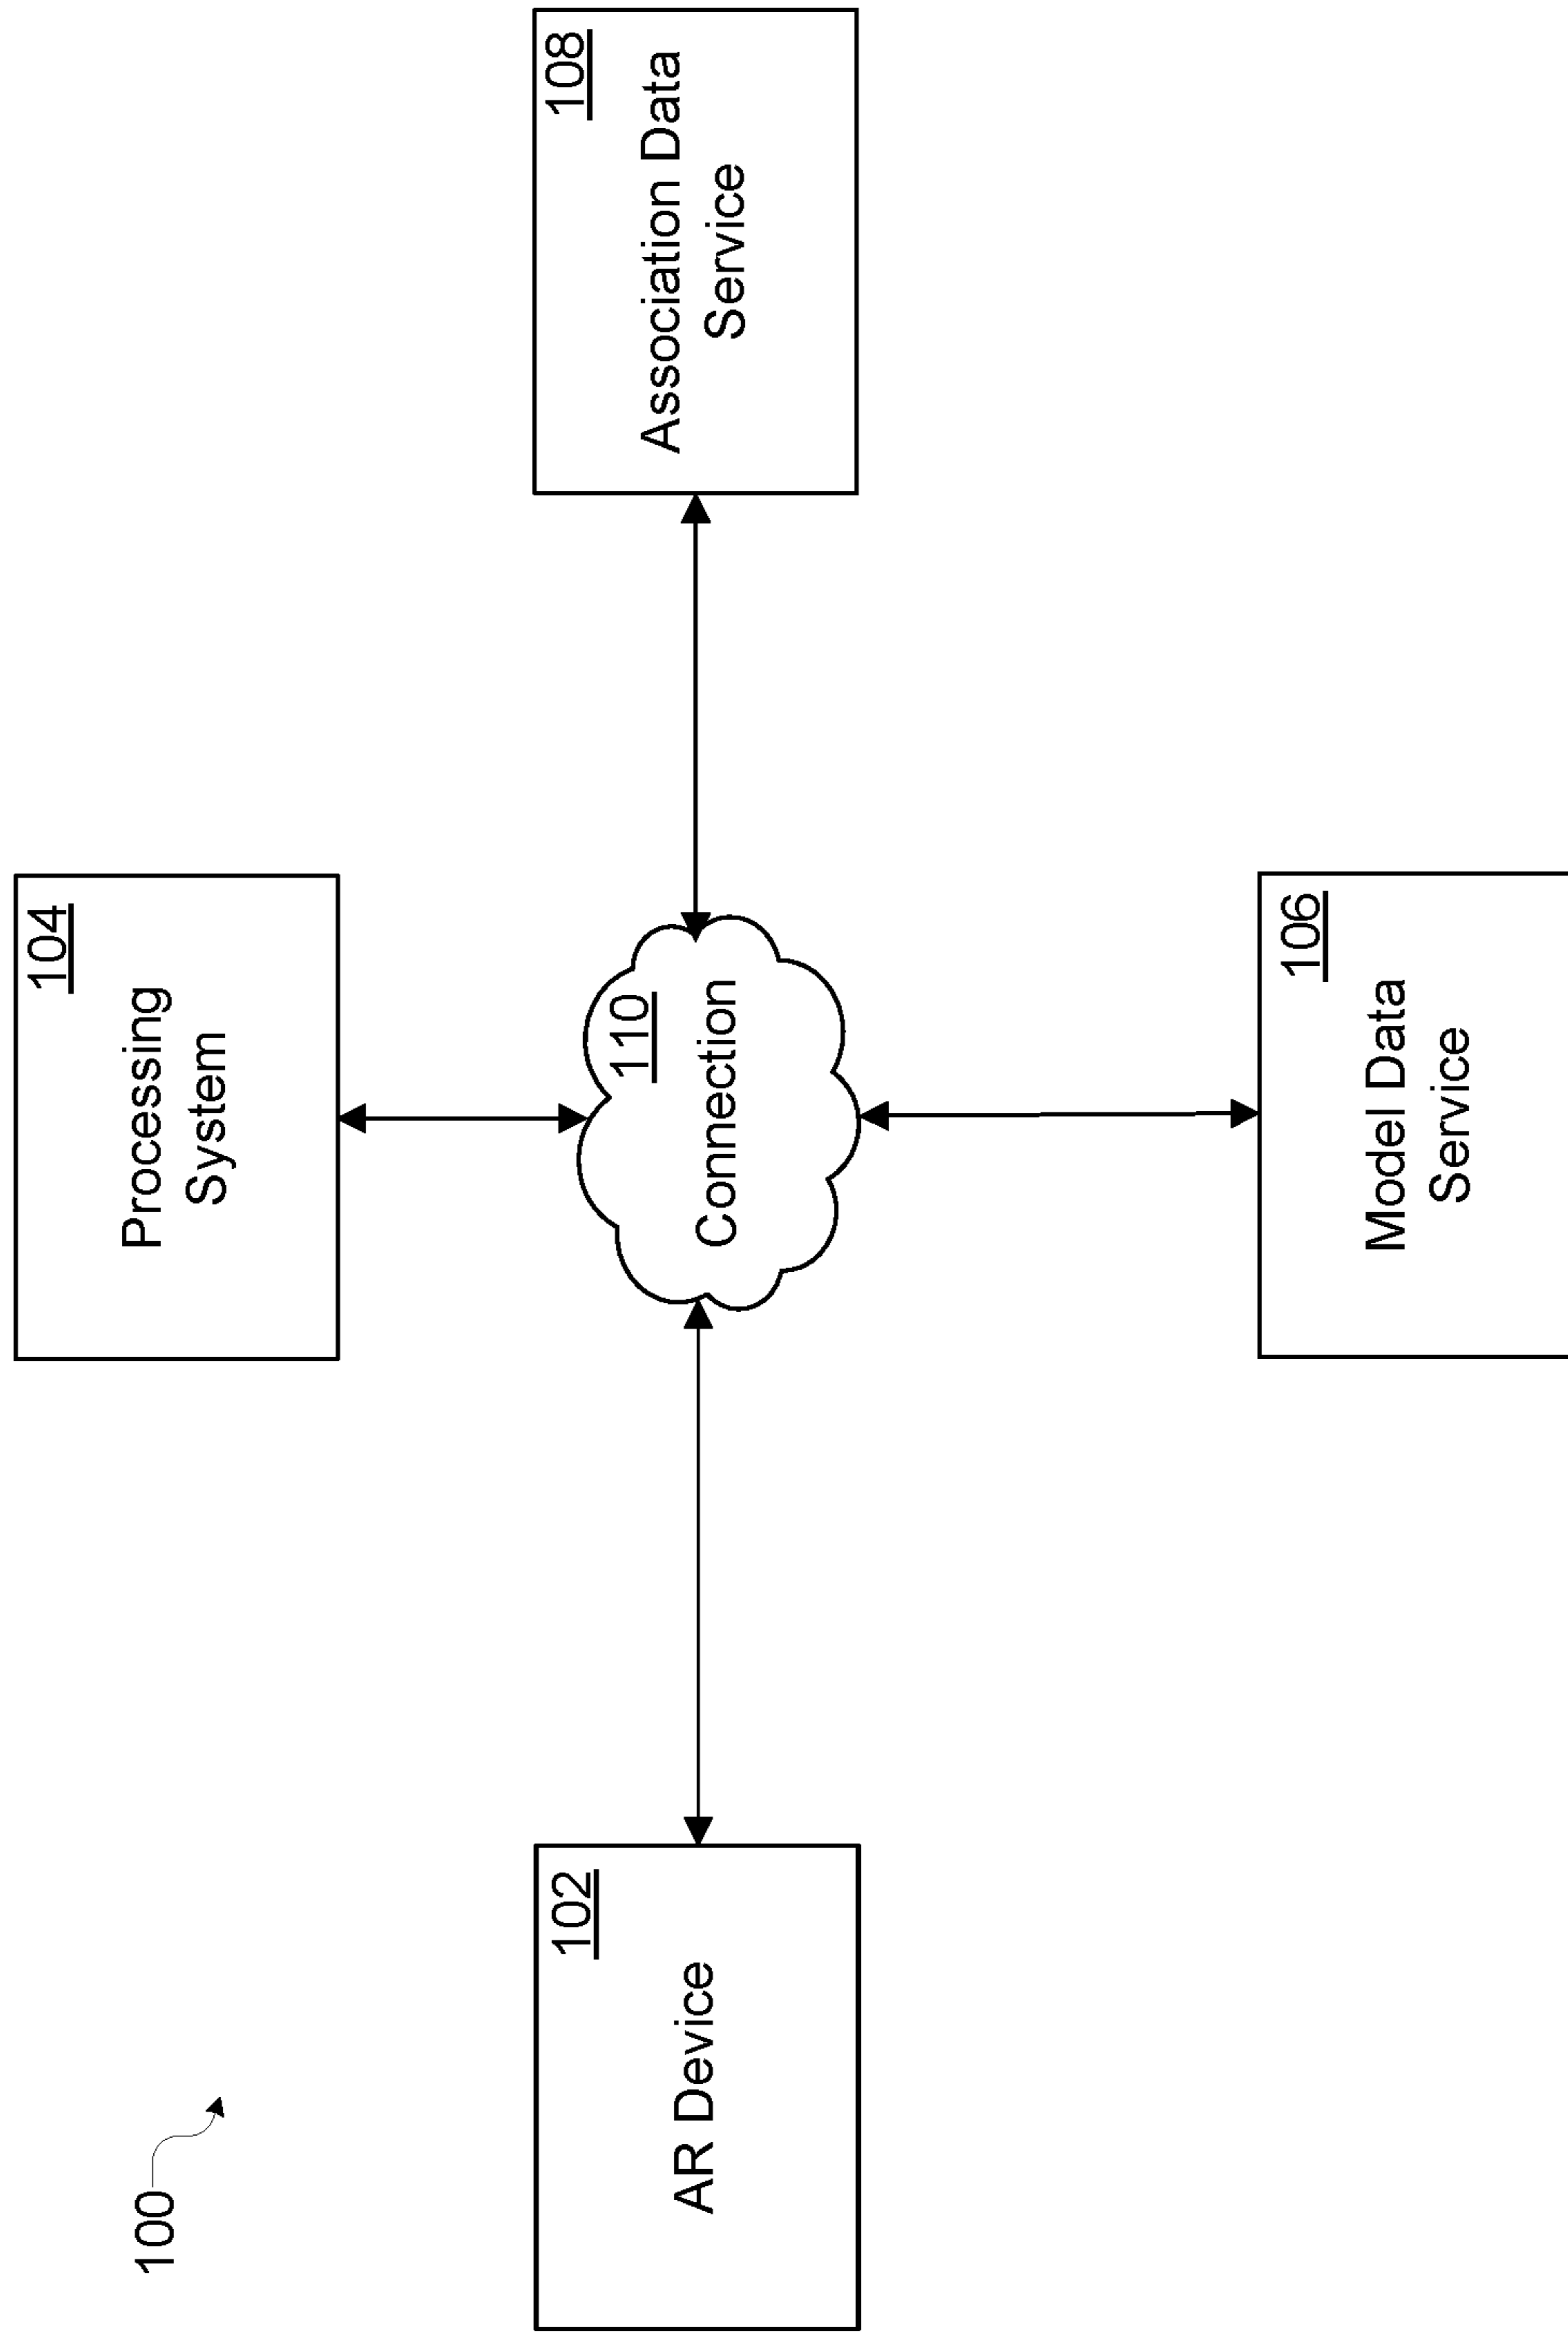 100
104
Processing
System
102
AR Device
110
Connection
108
Association Data
Service
106
Model Data
Service